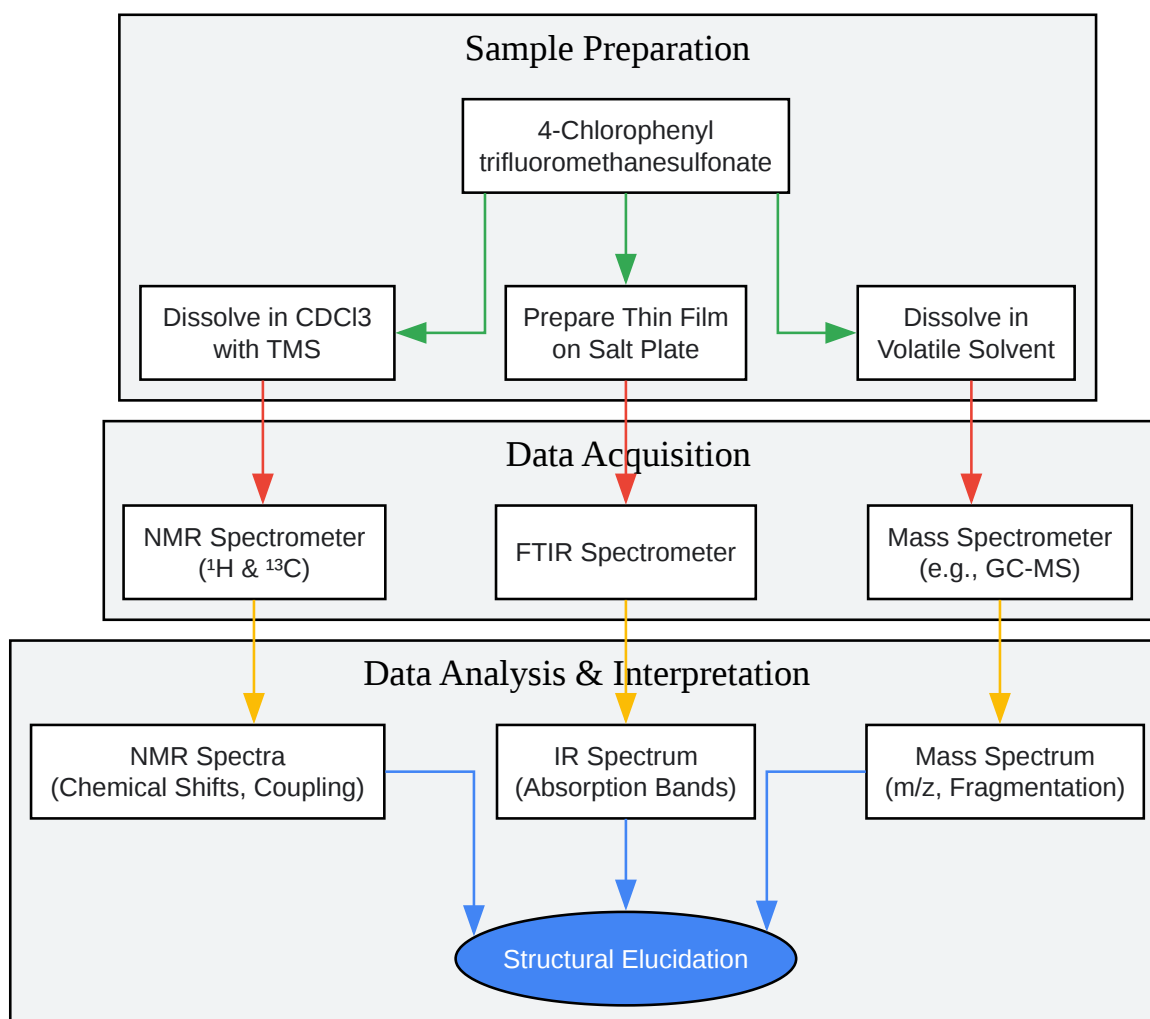 Sample Preparation
4-Chlorophenyl
trifluoromethanesulfonate
Dissolve in CDCl3
with TMS
Prepare Thin Film
on Salt Plate
Dissolve in
Volatile Solvent
Data Acquisition
NMR Spectrometer
(¹H & ¹³C)
FTIR Spectrometer
Mass Spectrometer
(e.g., GC-MS)
Data Analysis & Interpretation
NMR Spectra
(Chemical Shifts, Coupling)
IR Spectrum
(Absorption Bands)
Mass Spectrum
(m/z, Fragmentation)
Structural Elucidation